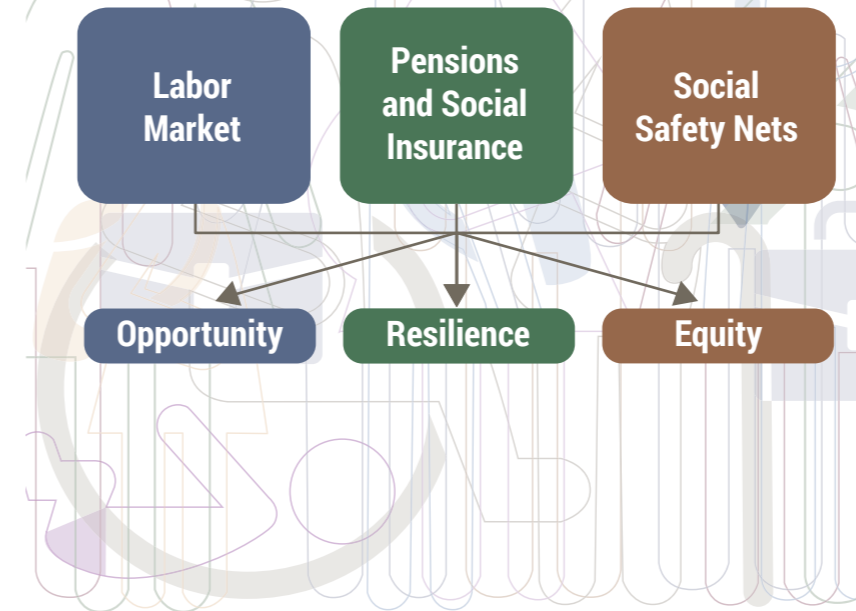 Labor
Market
Pensions
and Social
Insurance
Social
Safety Nets
Opportunity
Resilience
Equity